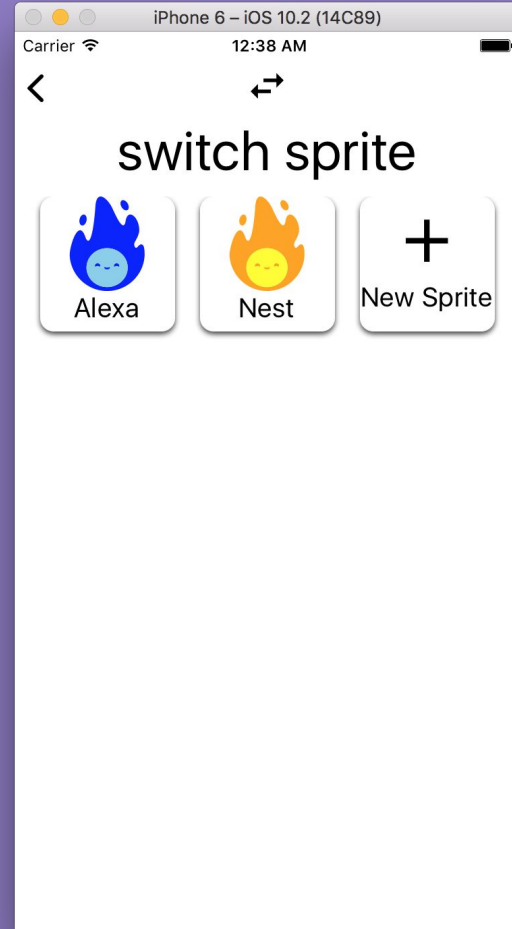 iPhone 6 – iOS 10.2 (14C89)
Carrier 12:38 AM
switch sprite
Alexa Nest New Sprite